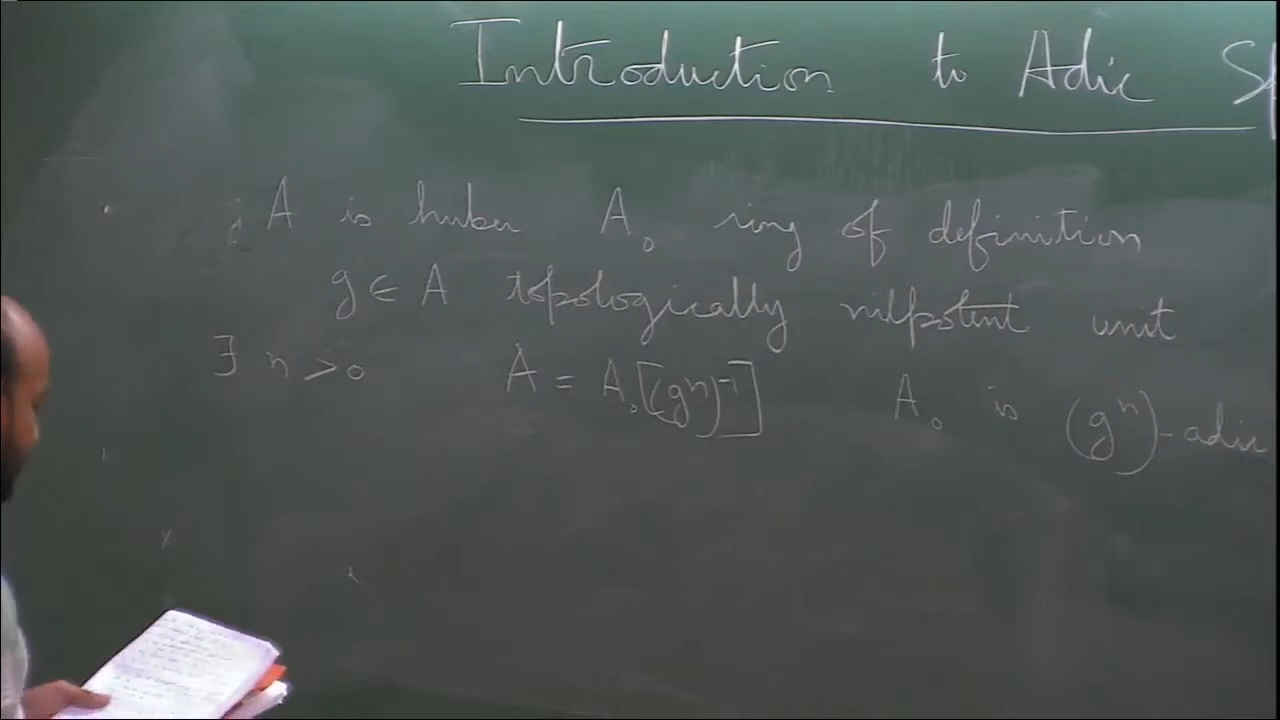 Introduction to Adic Sp
A is huber A₀ ring of definition
g ∈ A topologically nilpotent unit
∃ n > 0 A = A₀[(gⁿ)⁻¹] A₀ is (gⁿ)-adic